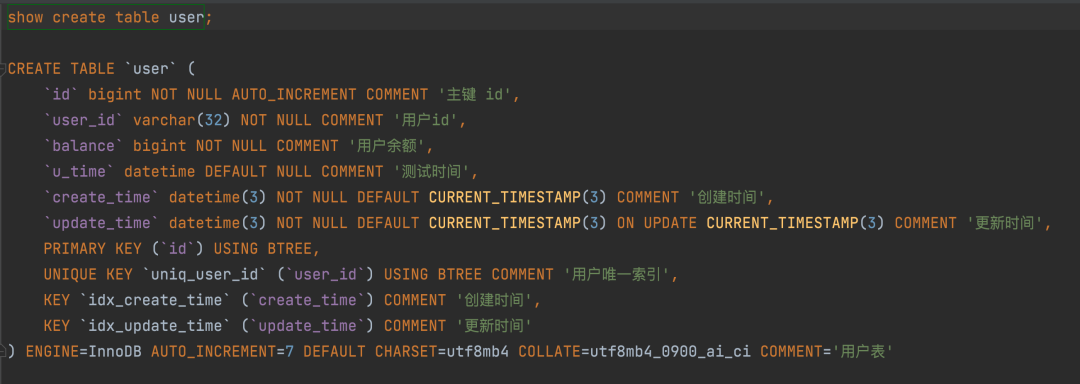 show create table user;
CREATE TABLE `user` (
`id` bigint NOT NULL AUTO_INCREMENT COMMENT '主键 id',
`user_id` varchar(32) NOT NULL COMMENT '用户id',
`balance` bigint NOT NULL COMMENT '用户余额',
`u_time` datetime DEFAULT NULL COMMENT '测试时间',
`create_time` datetime(3) NOT NULL DEFAULT CURRENT_TIMESTAMP(3) COMMENT '创建时间',
`update_time` datetime(3) NOT NULL DEFAULT CURRENT_TIMESTAMP(3) ON UPDATE CURRENT_TIMESTAMP(3) COMMENT '更新时间',
PRIMARY KEY (`id`) USING BTREE,
UNIQUE KEY `uniq_user_id` (`user_id`) USING BTREE COMMENT '用户唯一索引',
KEY `idx_create_time` (`create_time`) COMMENT '创建时间',
KEY `idx_update_time` (`update_time`) COMMENT '更新时间'
) ENGINE=InnoDB AUTO_INCREMENT=7 DEFAULT CHARSET=utf8mb4 COLLATE=utf8mb4_0900_ai_ci COMMENT='用户表'